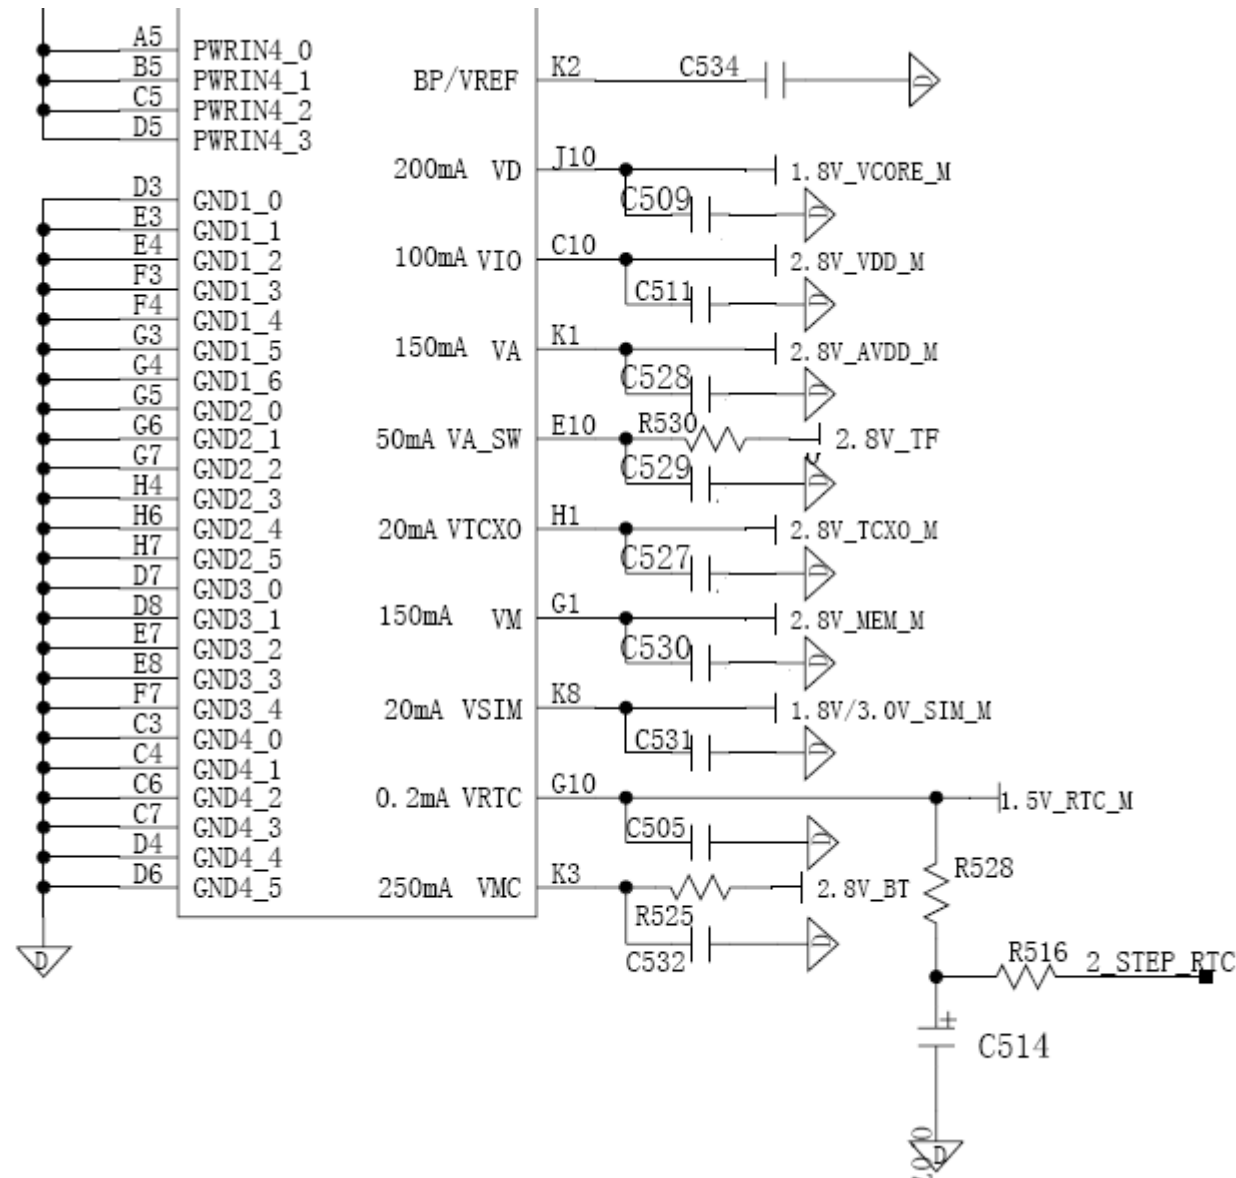 A5 PWRIN4_0
B5 PWRIN4_1
C5 PWRIN4_2
D5 PWRIN4_3
D3 GND1_0
E3 GND1_1
E4 GND1_2
F3 GND1_3
F4 GND1_4
G3 GND1_5
G4 GND1_6
G5 GND2_0
G6 GND2_1
G7 GND2_2
H4 GND2_3
H6 GND2_4
H7 GND2_5
D7 GND3_0
D8 GND3_1
E7 GND3_2
E8 GND3_3
F7 GND3_4
C3 GND4_0
C4 GND4_1
C6 GND4_2
C7 GND4_3
D4 GND4_4
D6 GND4_5
D
BP/VREF K2 C534 D
200mA VD J10 1.8V_VCORE_M
C509 D
100mA VIO C10 2.8V_VDD_M
C511 D
150mA VA K1 2.8V_AVDD_M
C528 D
50mA VA_SW E10 R530 2.8V_TF
C529 D
20mA VTCXO H1 2.8V_TCXO_M
C527 D
150mA VM G1 2.8V_MEM_M
C530 D
20mA VSIM K8 1.8V/3.0V_SIM_M
C531 D
0.2mA VRTC G10 1.5V_RTC_M
C505 D
250mA VMC K3 2.8V_BT
R525
C532 D
R528
R516 2_STEP_RTC
+
C514
D